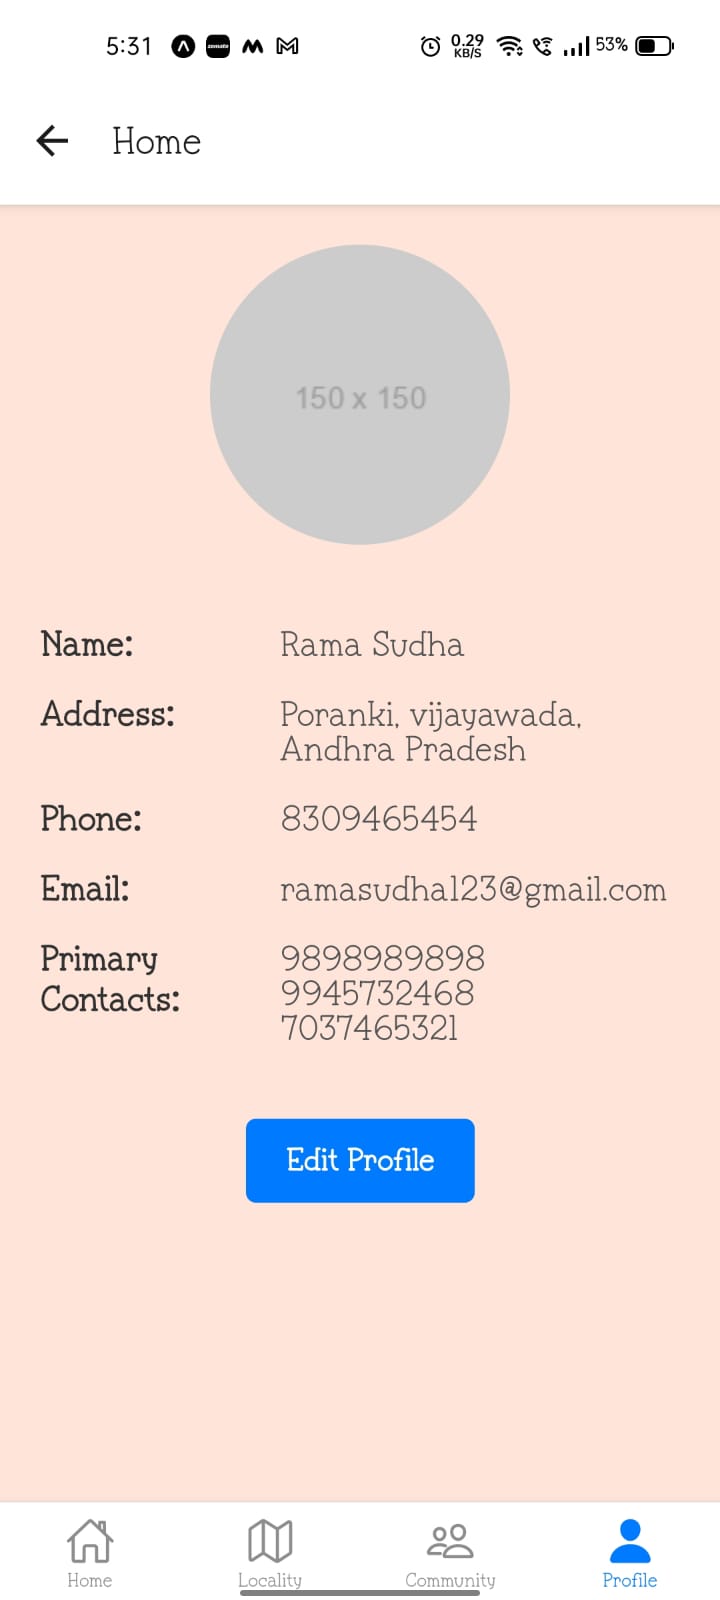 5:31 zomato 0.29 KB/S 53%
Home
150 x 150
Name: Rama Sudha
Address: Poranki, vijayawada,
Andhra Pradesh
Phone: 8309465454
Email: ramasudha123@gmail.com
Primary Contacts: 9898989898
9945732468
7037465321
Edit Profile
Home Locality Community Profile